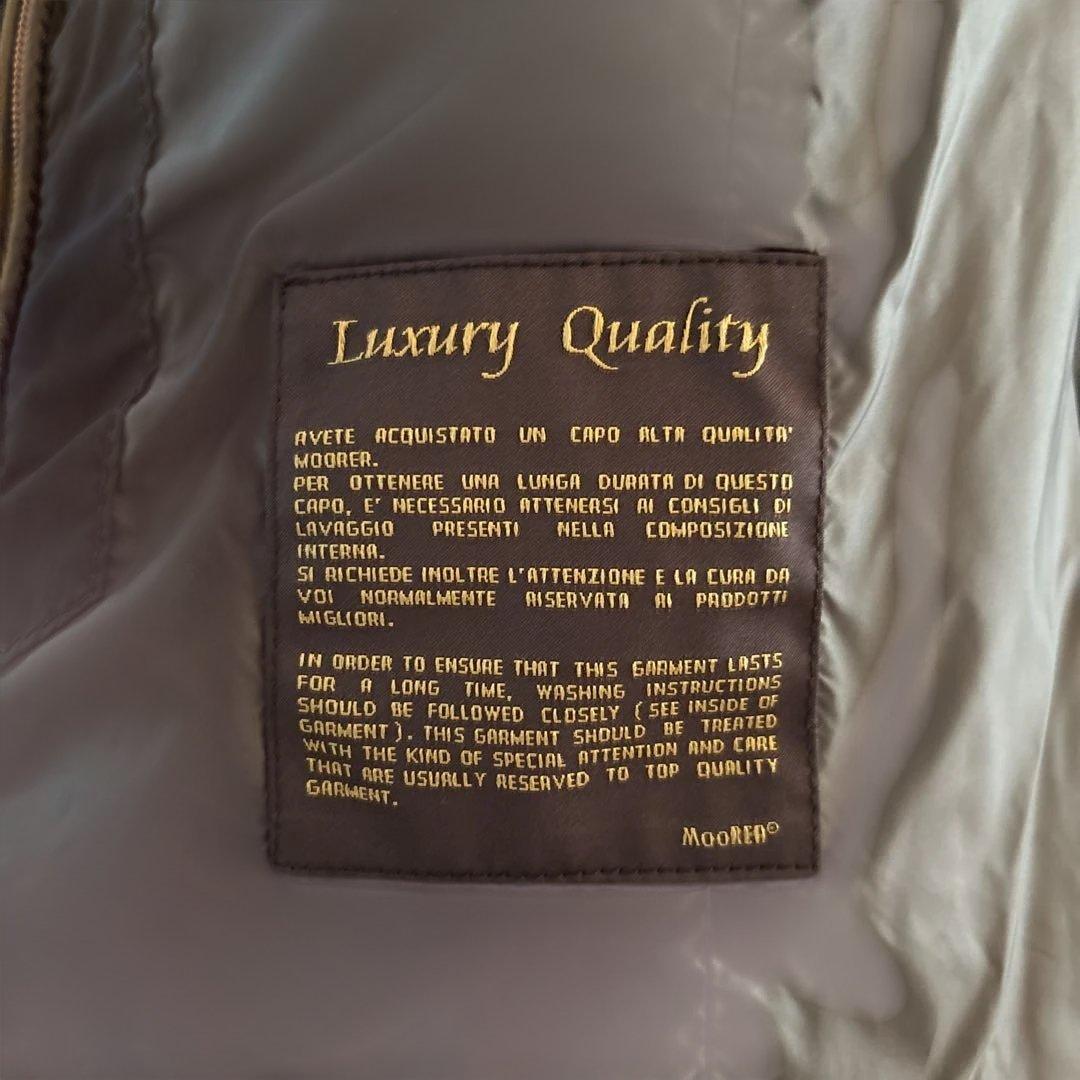 Luxury Quality
AVETE ACQUISTATO UN CAPO ALTA QUALITA'
MOORER.
PER OTTENERE UNA LUNGA DURATA DI QUESTO
CAPO, E' NECESSARIO ATTENERSI AI CONSIGLI DI
LAVAGGIO PRESENTI NELLA COMPOSIZIONE
INTERNA.
SI RICHIEDE INOLTRE L'ATTENZIONE E LA CURA DA
VOI NORMALMENTE RISERVATA AI PRODOTTI
MIGLIORI.
IN ORDER TO ENSURE THAT THIS GARMENT LASTS
FOR A LONG TIME, WASHING INSTRUCTIONS
SHOULD BE FOLLOWED CLOSELY (SEE INSIDE OF
GARMENT). THIS GARMENT SHOULD BE TREATED
WITH THE KIND OF SPECIAL ATTENTION AND CARE
THAT ARE USUALLY RESERVED TO TOP QUALITY
GARMENT.
MOORER©